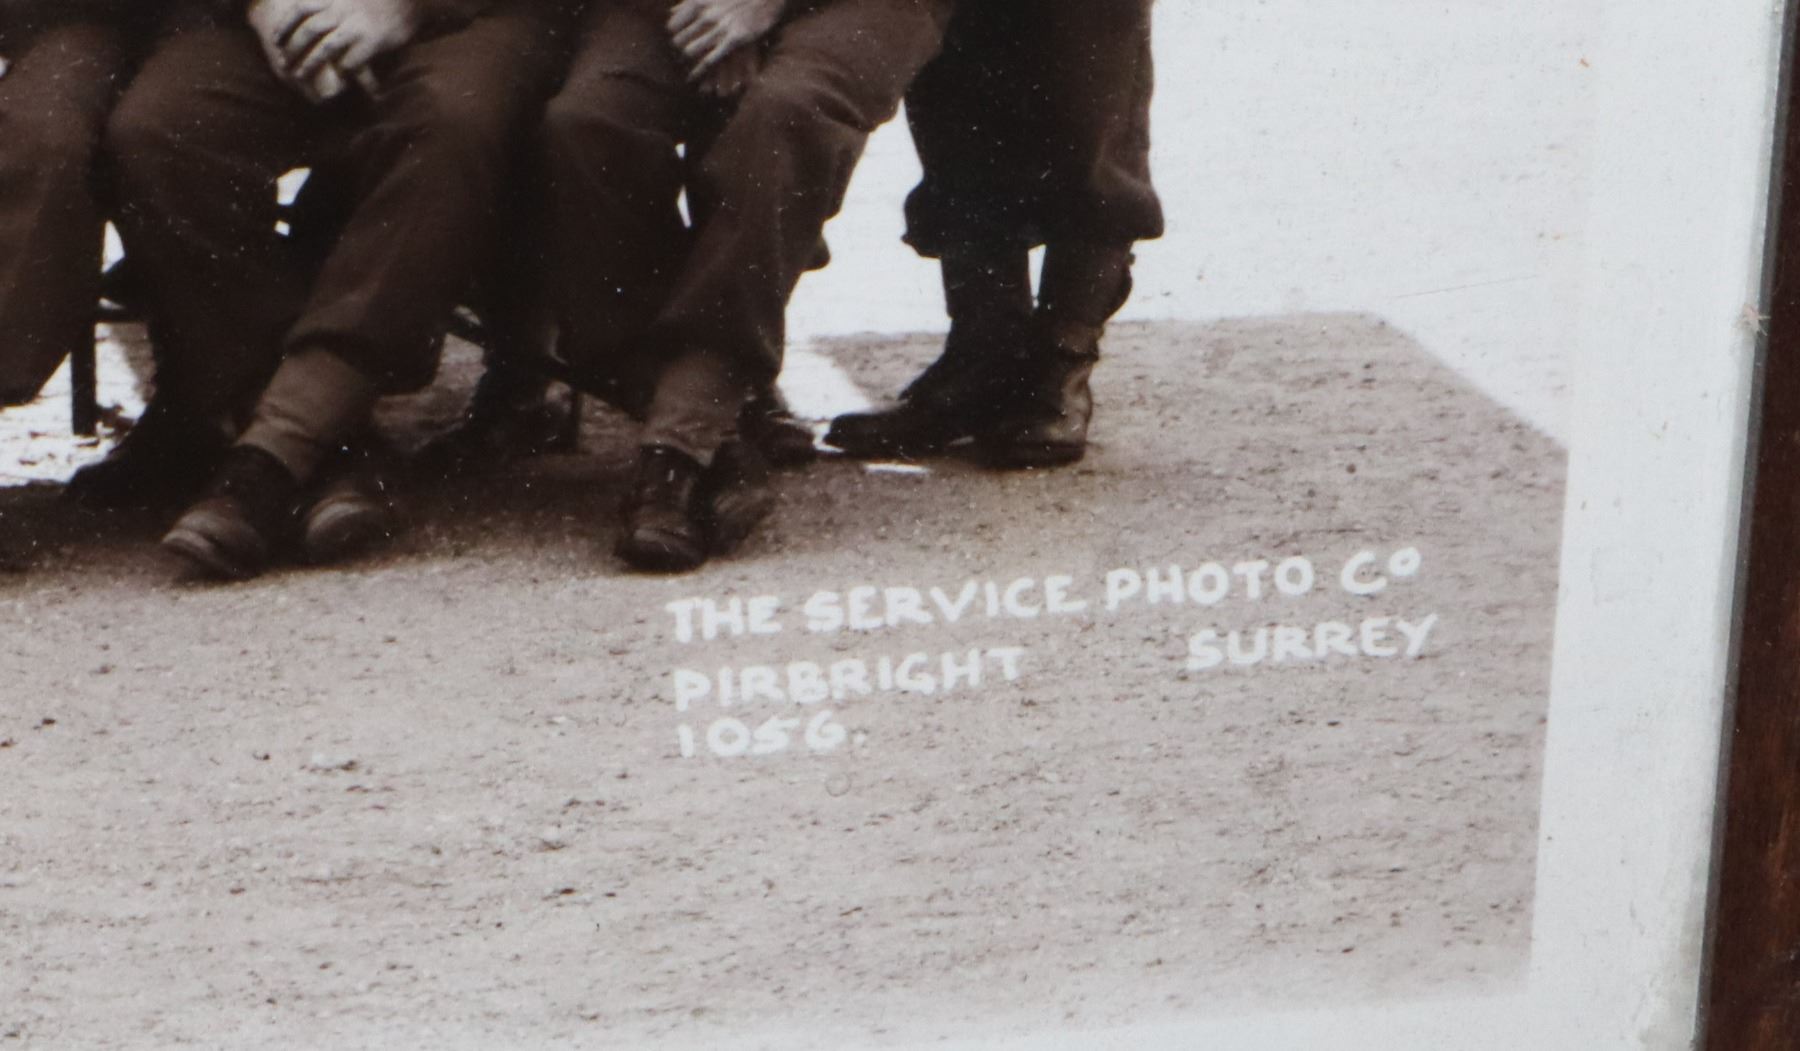 THE SERVICE PHOTO Co
PIRBRIGHT SURREY
1056.